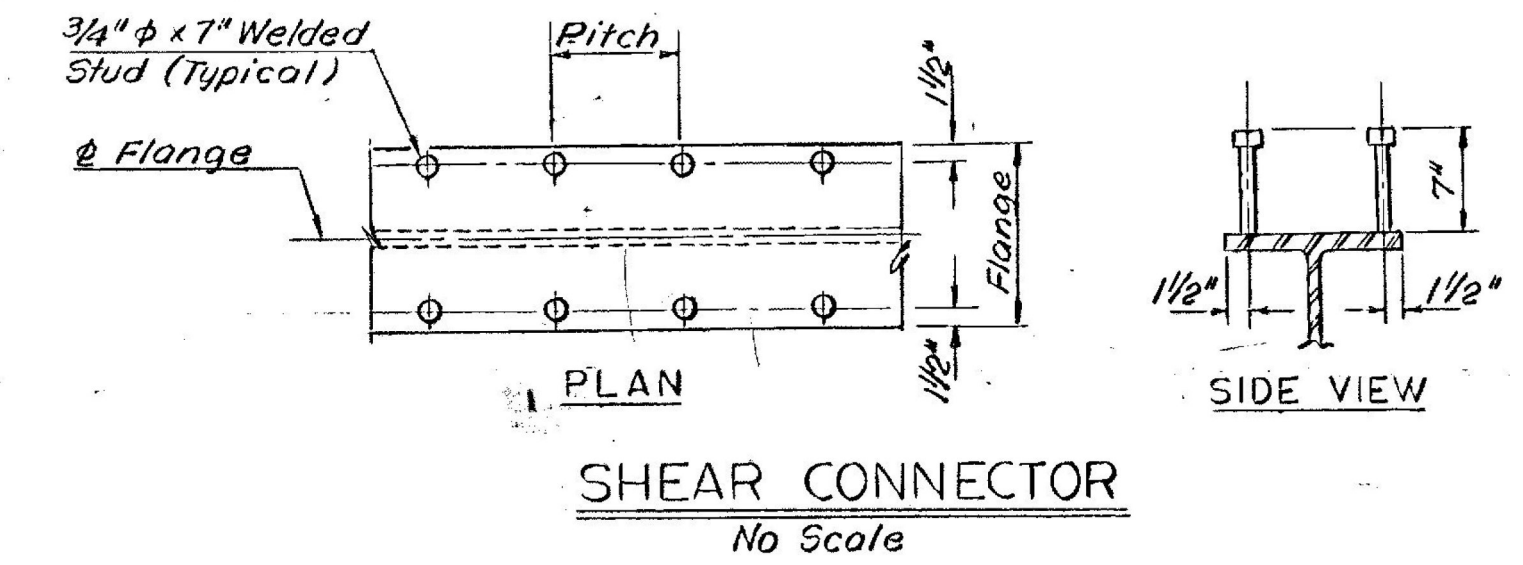 3/4" φ x 7" Welded
Stud (Typical)
Pitch
1½"
℄ Flange
Flange
1½"
PLAN
7"
1½"
1½"
SIDE VIEW
SHEAR CONNECTOR
No Scale